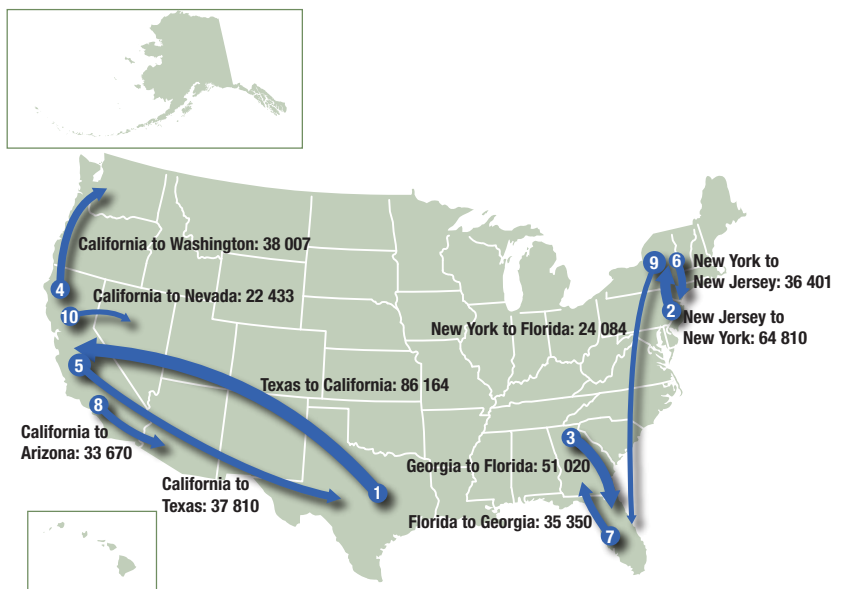 California to Washington: 38 007
4
California to Nevada: 22 433
10
9
6
New York to
New Jersey: 36 401
2
New Jersey to
New York: 64 810
New York to Florida: 24 084
5
Texas to California: 86 164
8
California to
Arizona: 33 670
California to
Texas: 37 810
1
3
Georgia to Florida: 51 020
Florida to Georgia: 35 350
7